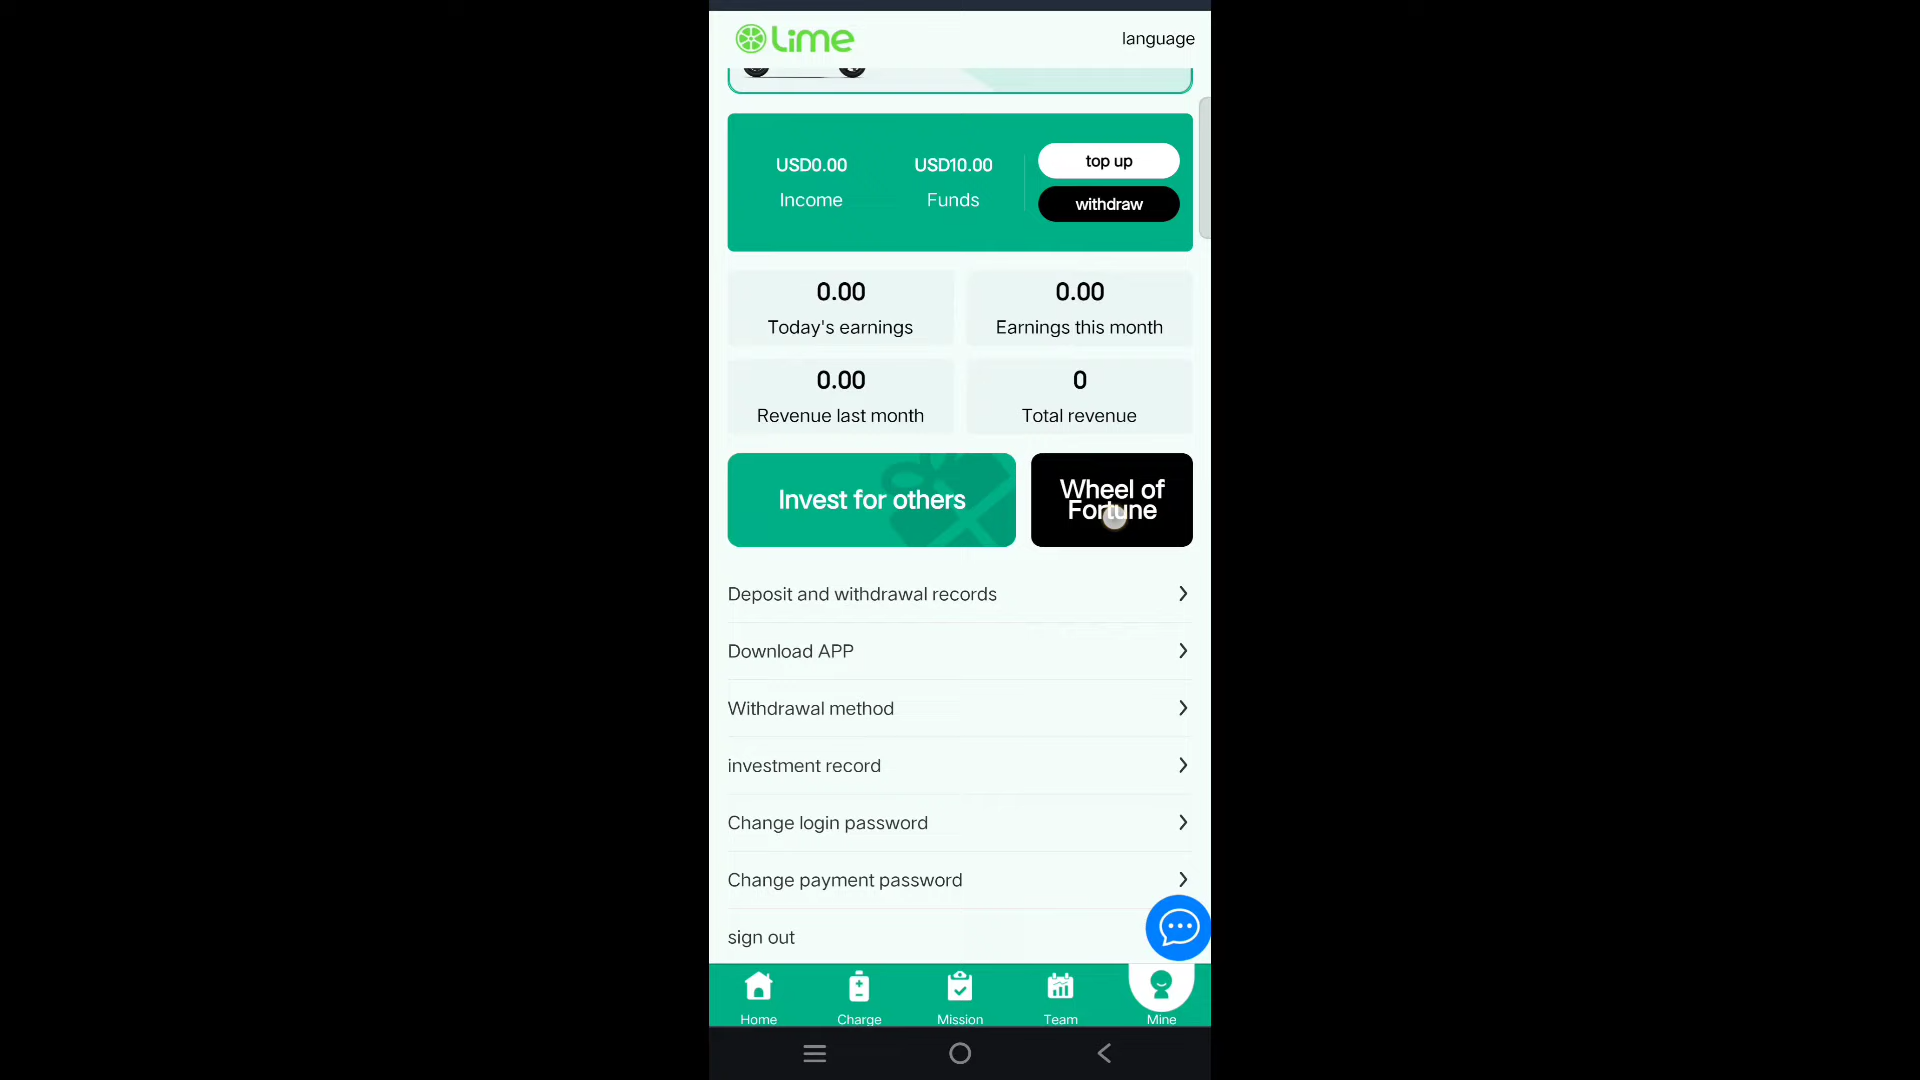 Lime
language
USD0.00
Income
USD10.00
Funds
top up
withdraw
0.00
Today's earnings
0.00
Earnings this month
0.00
Revenue last month
0
Total revenue
Invest for others
Wheel of
Fortune
Deposit and withdrawal records
Download APP
Withdrawal method
investment record
Change login password
Change payment password
sign out
Home
Charge
Mission
Team
Mine